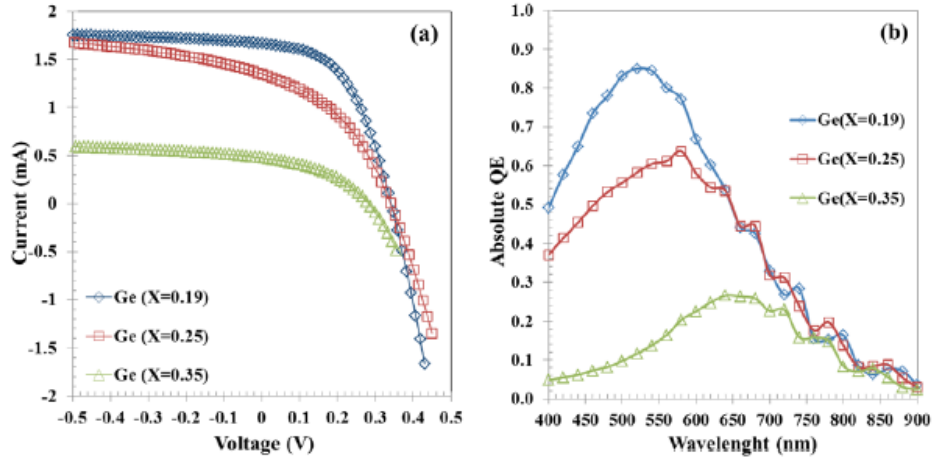 (a)
2
1.5
1
0.5
0
-0.5
-1
-1.5
-2
Current (mA)
Ge (X=0.19)
Ge (X=0.25)
Ge (X=0.35)
-0.5 -0.4 -0.3 -0.2 -0.1 0 0.1 0.2 0.3 0.4 0.5
Voltage (V)
(b)
1.0
0.9
0.8
0.7
0.6
0.5
0.4
0.3
0.2
0.1
0.0
Absolute QE
Ge(X=0.19)
Ge(X=0.25)
Ge(X=0.35)
400 450 500 550 600 650 700 750 800 850 900
Wavelenght (nm)